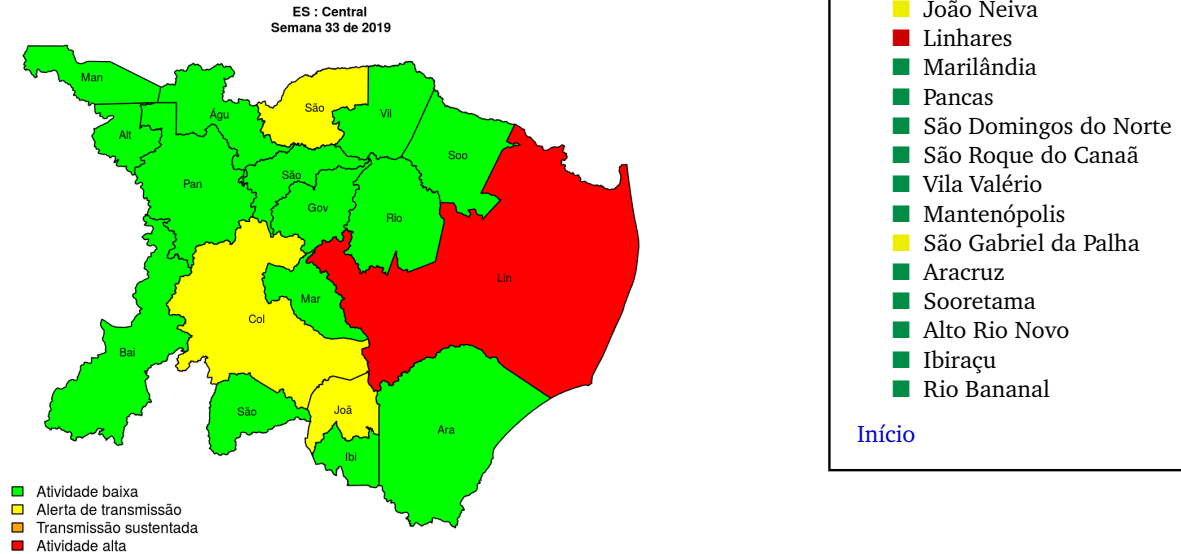 ES : Central
Semana 33 de 2019
Man
Águ
São
Vil
Alt
Soo
Pan
São
Gov
Rio
Lin
Mar
Col
Bai
São
Joã
Ara
Ibi
Atividade baixa
Alerta de transmissão
Transmissão sustentada
Atividade alta
João Neiva
Linhares
Marilândia
Pancas
São Domingos do Norte
São Roque do Canaã
Vila Valério
Mantenópolis
São Gabriel da Palha
Aracruz
Sooretama
Alto Rio Novo
Ibiraçu
Rio Bananal
Início